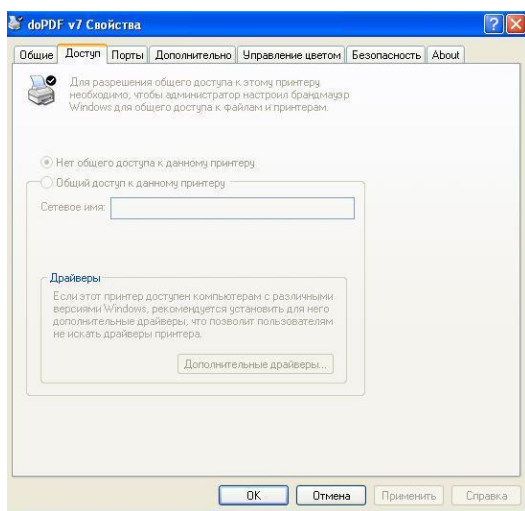 doPDF v7 Свойства
Общие Доступ Порты Дополнительно Управление цветом Безопасность About
Для разрешения общего доступа к этому принтеру
необходимо, чтобы администратор настроил брандмауэр
Windows для общего доступа к файлам и принтерам.
Нет общего доступа к данному принтеру
Общий доступ к данному принтеру
Сетевое имя:
Драйверы
Если этот принтер доступен компьютерам с различными
версиями Windows, рекомендуется установить для него
дополнительные драйверы, что позволит пользователям
не искать драйверы принтера.
Дополнительные драйверы...
ОК Отмена Применить Справка